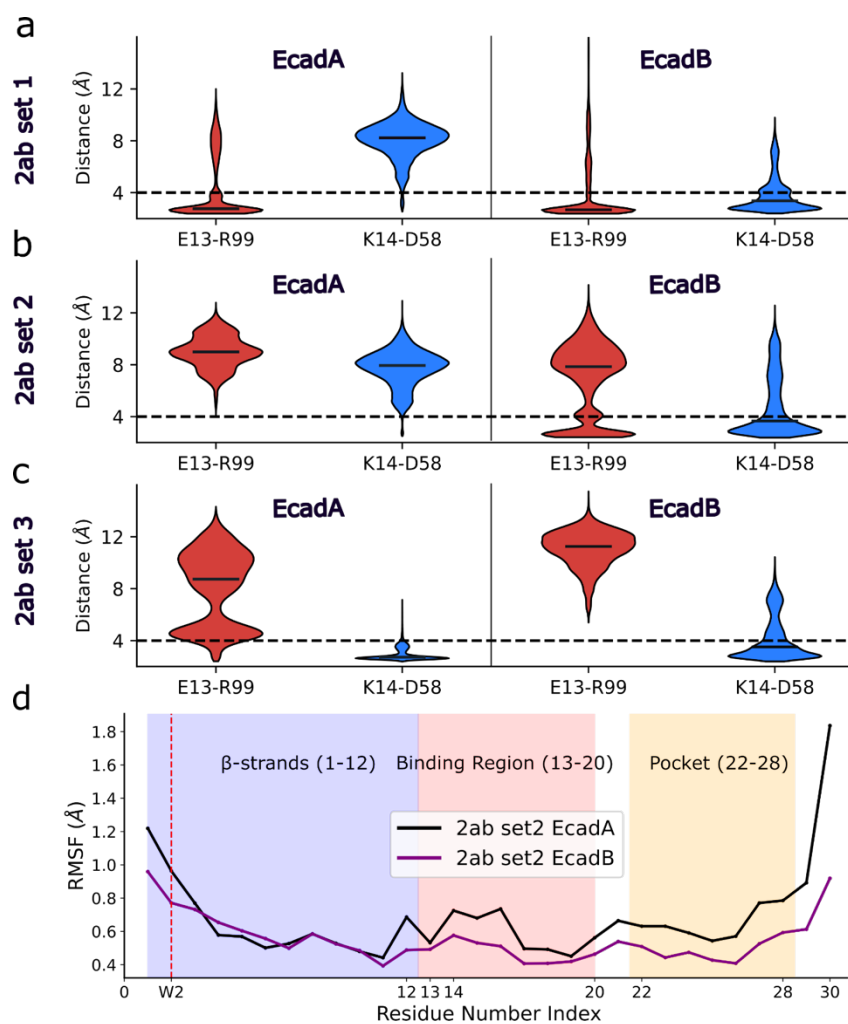 a
2ab set 1
Distance (Å)
12
8
4
EcadA
EcadB
E13-R99
K14-D58
E13-R99
K14-D58
b
2ab set 2
Distance (Å)
12
8
4
EcadA
EcadB
E13-R99
K14-D58
E13-R99
K14-D58
c
2ab set 3
Distance (Å)
12
8
4
EcadA
EcadB
E13-R99
K14-D58
E13-R99
K14-D58
d
RMSF (Å)
1.8
1.6
1.4
1.2
1.0
0.8
0.6
0.4
β-strands (1-12)
Binding Region (13-20)
Pocket (22-28)
2ab set2 EcadA
2ab set2 EcadB
0 W2 12 13 14 20 22 28 30
Residue Number Index